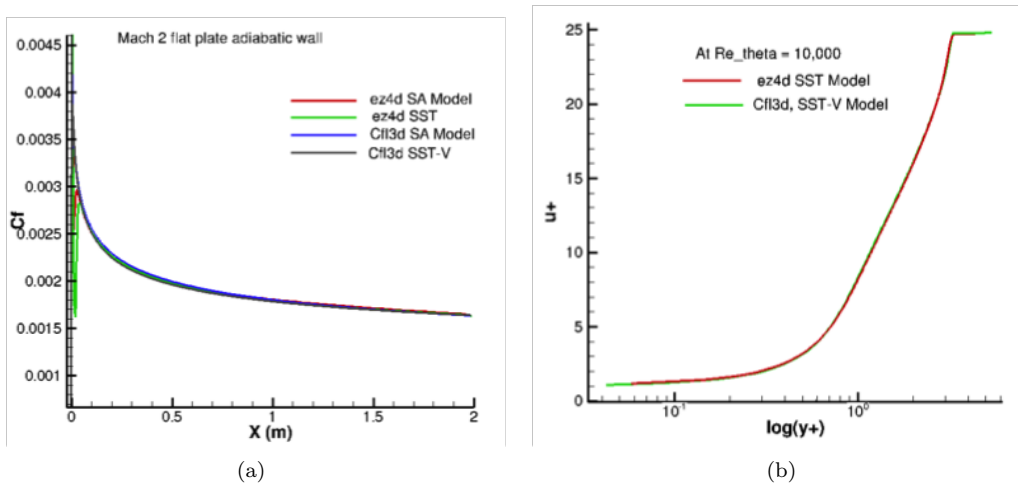 Mach 2 flat plate adiabatic wall
ez4d SA Model
ez4d SST
Cfl3d SA Model
Cfl3d SST-V
0.0045
0.004
0.0035
0.003
0.0025
0.002
0.0015
0.001
Cf
0
0.5
1
1.5
2
X (m)
(a)
At Re_theta = 10,000
ez4d SST Model
Cfl3d, SST-V Model
25
20
15
10
5
0
u+
10-1
100
log(y+)
(b)